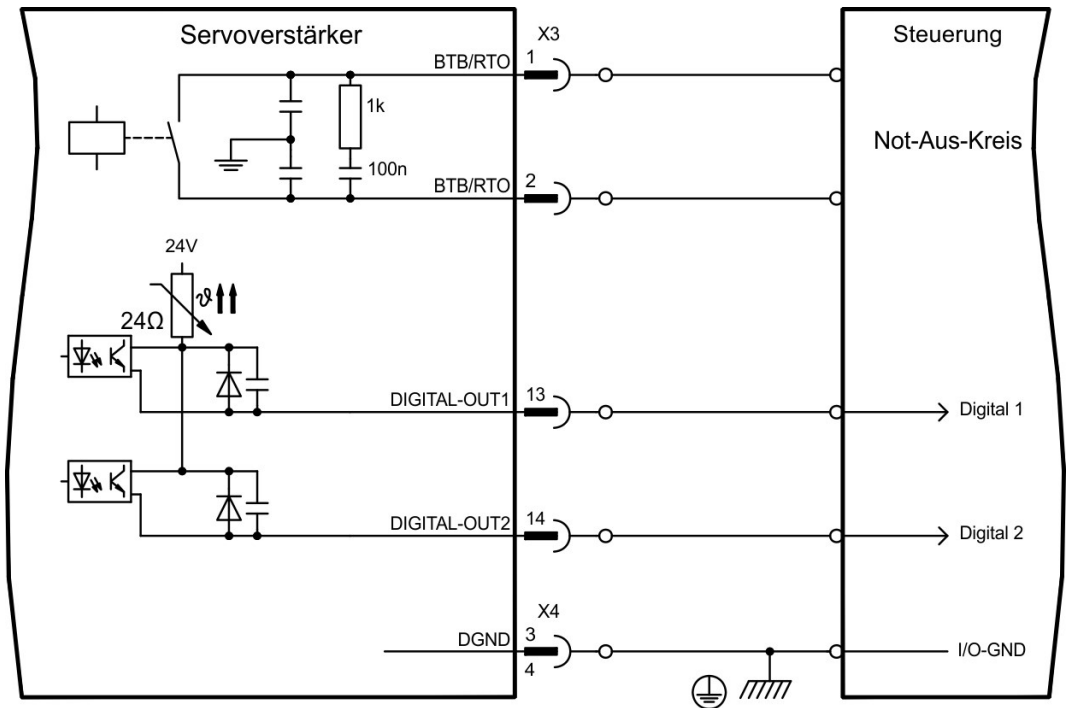 Servoverstärker
X3
Steuerung
BTB/RTO
1
1k
Not-Aus-Kreis
100n
BTB/RTO
2
24V
ϑ
24Ω
DIGITAL-OUT1
13
Digital 1
DIGITAL-OUT2
14
Digital 2
X4
DGND
3
4
I/O-GND